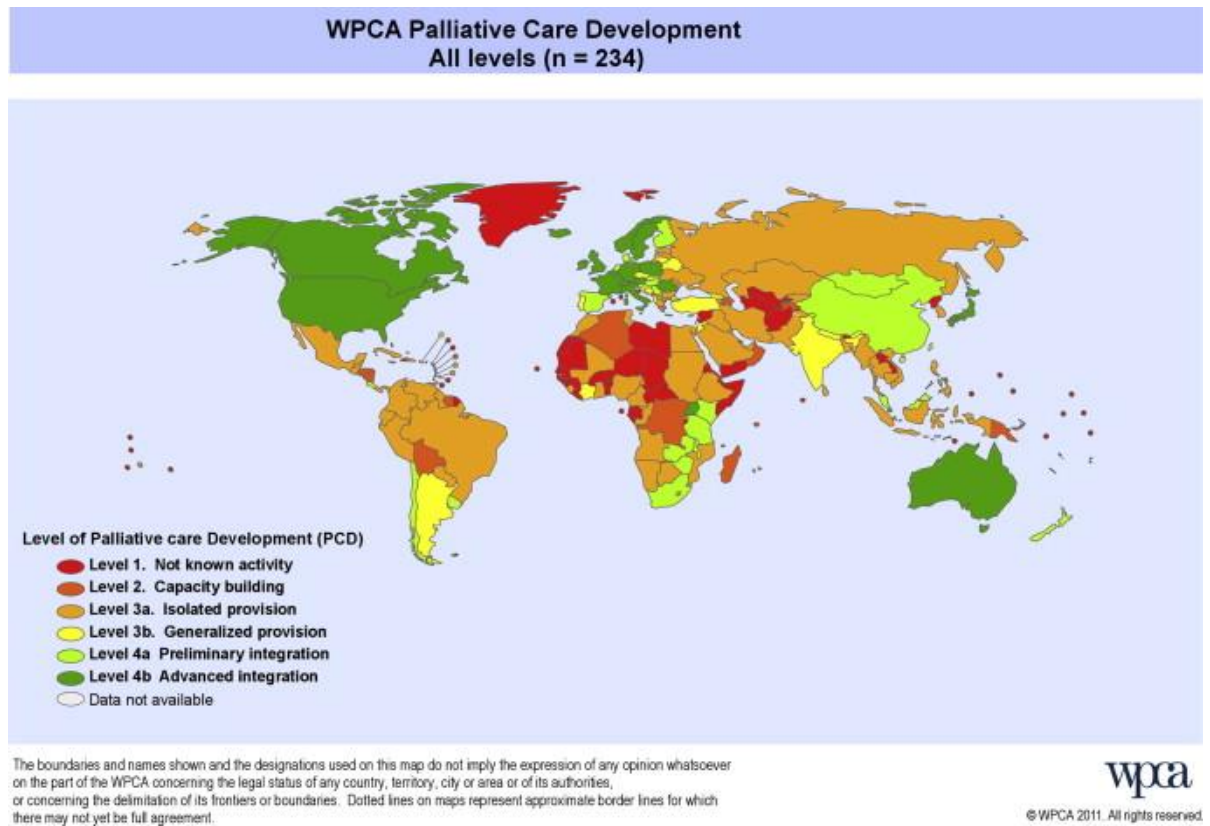 WPCA Palliative Care Development
All levels (n = 234)
Level of Palliative care Development (PCD)
Level 1. Not known activity
Level 2. Capacity building
Level 3a. Isolated provision
Level 3b. Generalized provision
Level 4a Preliminary integration
Level 4b Advanced integration
Data not available
The boundaries and names shown and the designations used on this map do not imply the expression of any opinion whatsoever
on the part of the WPCA concerning the legal status of any country, territory, city or area or of its authorities,
or concerning the delimitation of its frontiers or boundaries. Dotted lines on maps represent approximate border lines for which
there may not yet be full agreement.
wpca
© WPCA 2011. All rights reserved.